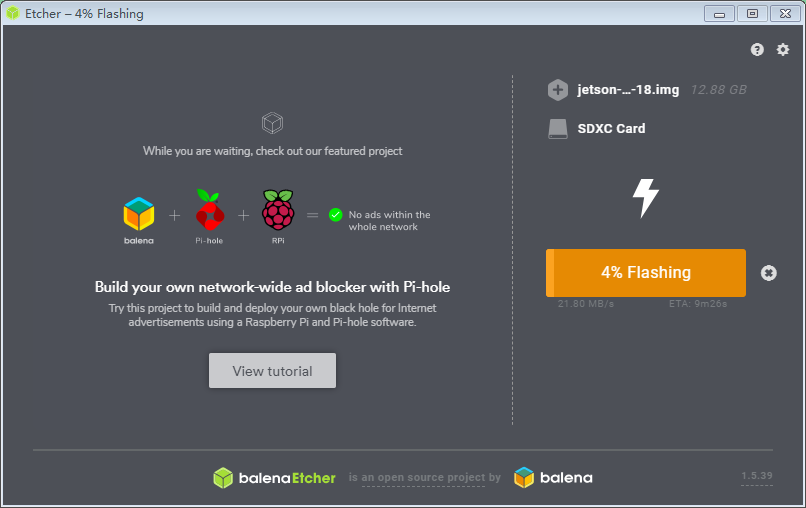 Etcher – 4% Flashing
jetson-...-18.img 12.88 GB
SDXC Card
While you are waiting, check out our featured project
balena + Pi-hole + RPi = No ads within the
whole network
4% Flashing
21.80 MB/s ETA: 9m26s
Build your own network-wide ad blocker with Pi-hole
Try this project to build and deploy your own black hole for Internet
advertisements using a Raspberry Pi and Pi-hole software.
View tutorial
balenaEtcher is an open source project by balena 1.5.39